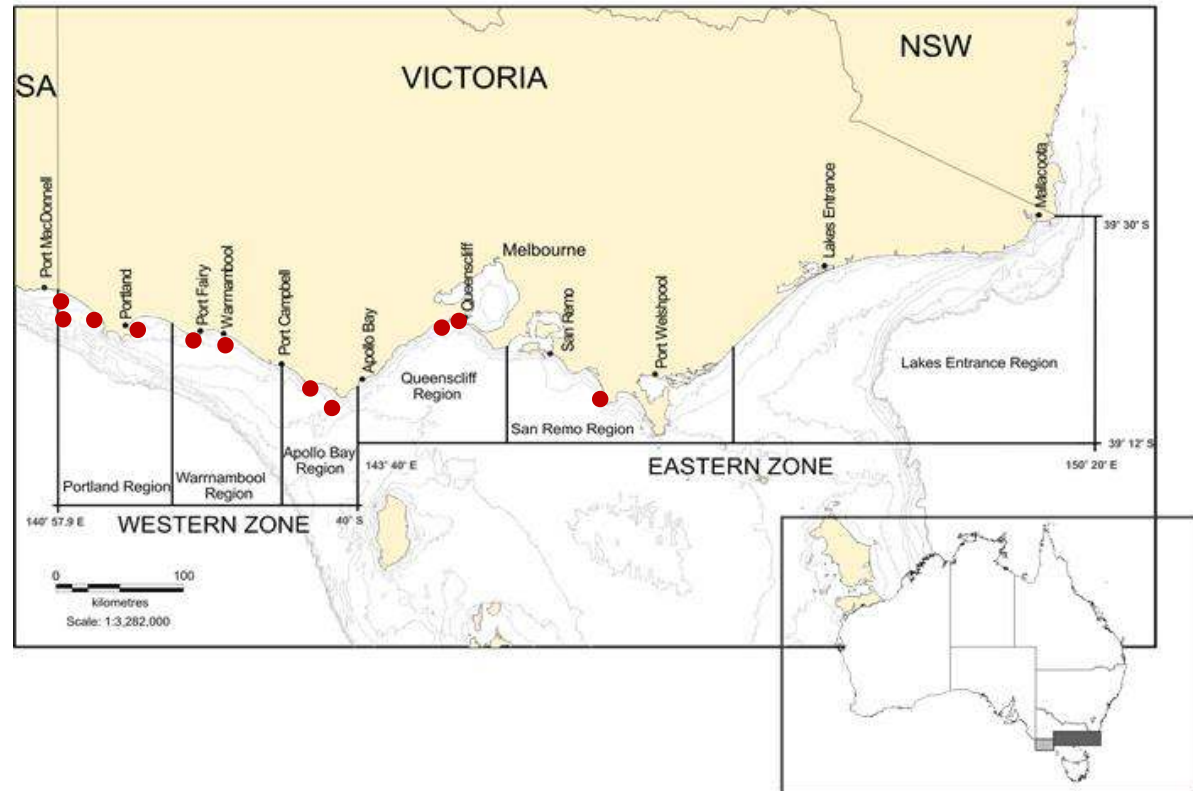 SA
VICTORIA
NSW
Port MacDonnell
Portland
Port Fairy
Warrnambool
Port Campbell
Apollo Bay
Queenscliff
Melbourne
San Remo
Port Welshpool
Lakes Entrance
Mallacoota
39° 30' S
Queenscliff
Region
San Remo Region
Lakes Entrance Region
39° 12' S
Portland Region
Warrnambool
Region
Apollo Bay
Region
143° 40' E
EASTERN ZONE
150° 20' E
140° 57.9 E
WESTERN ZONE
40° S
0
100
kilometres
Scale: 1:3,282,000